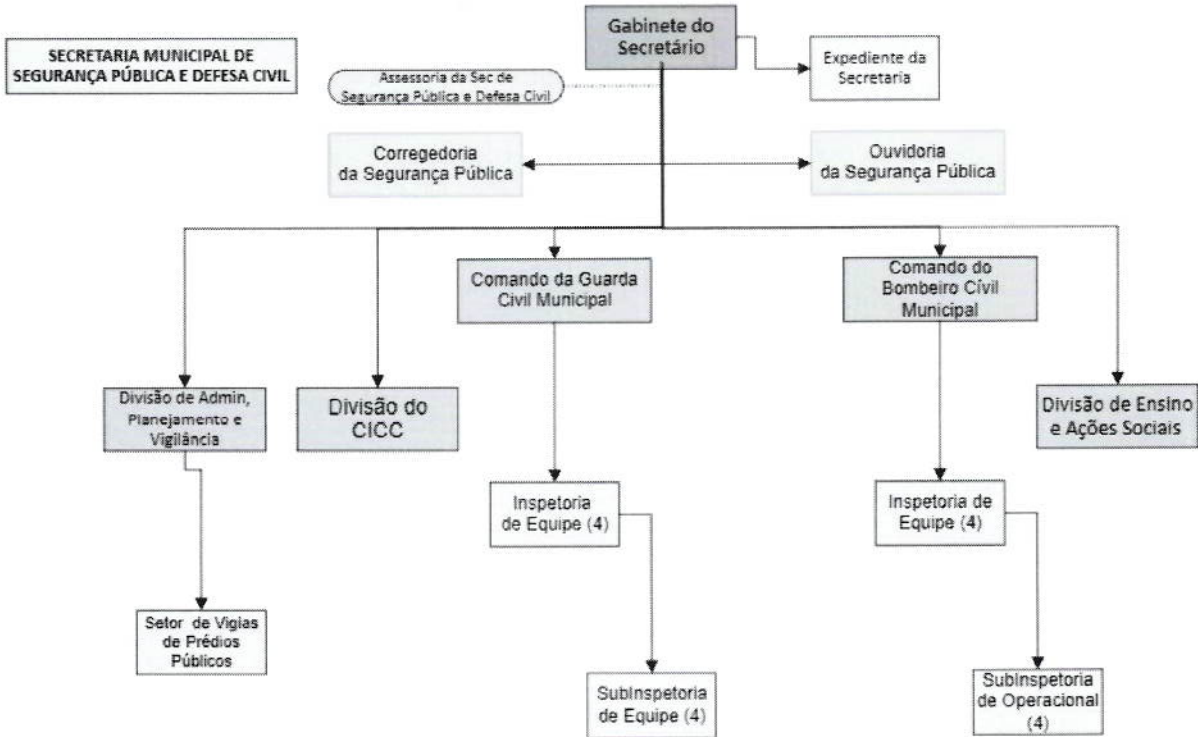 SECRETARIA MUNICIPAL DE
SEGURANÇA PÚBLICA E DEFESA CIVIL
Gabinete do
Secretário
Expediente da
Secretaria
Assessoria da Sec de
Segurança Pública e Defesa Civil
Corregedoria
da Segurança Pública
Ouvidoria
da Segurança Pública
Comando da Guarda
Civil Municipal
Comando do
Bombeiro Cívil
Municipal
Divisão de Admin,
Planejamento e
Vigilância
Divisão do
CICC
Divisão de Ensino
e Ações Sociais
Inspetoria
de Equipe (4)
Inspetoria de
Equipe (4)
Setor de Vigias
de Prédios
Públicos
SubInspetoria
de Equipe (4)
SubInspetoria
de Operacional
(4)